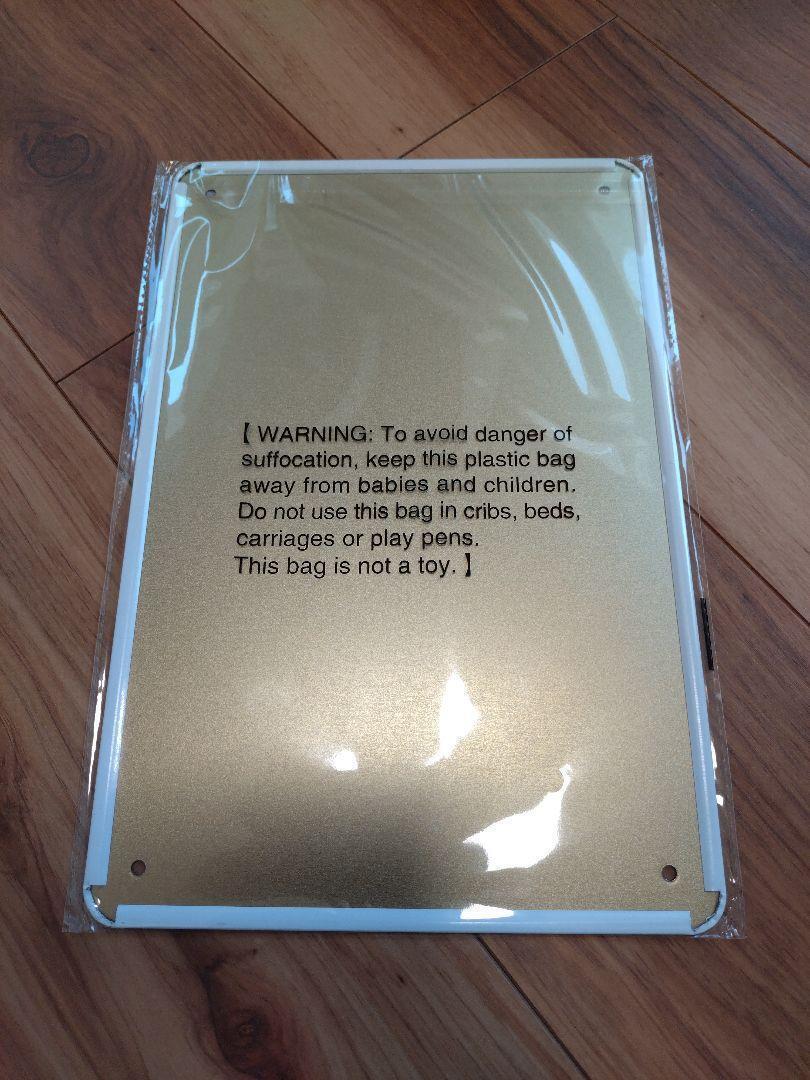 【 WARNING: To avoid danger of
suffocation, keep this plastic bag
away from babies and children.
Do not use this bag in cribs, beds,
carriages or play pens.
This bag is not a toy. 】